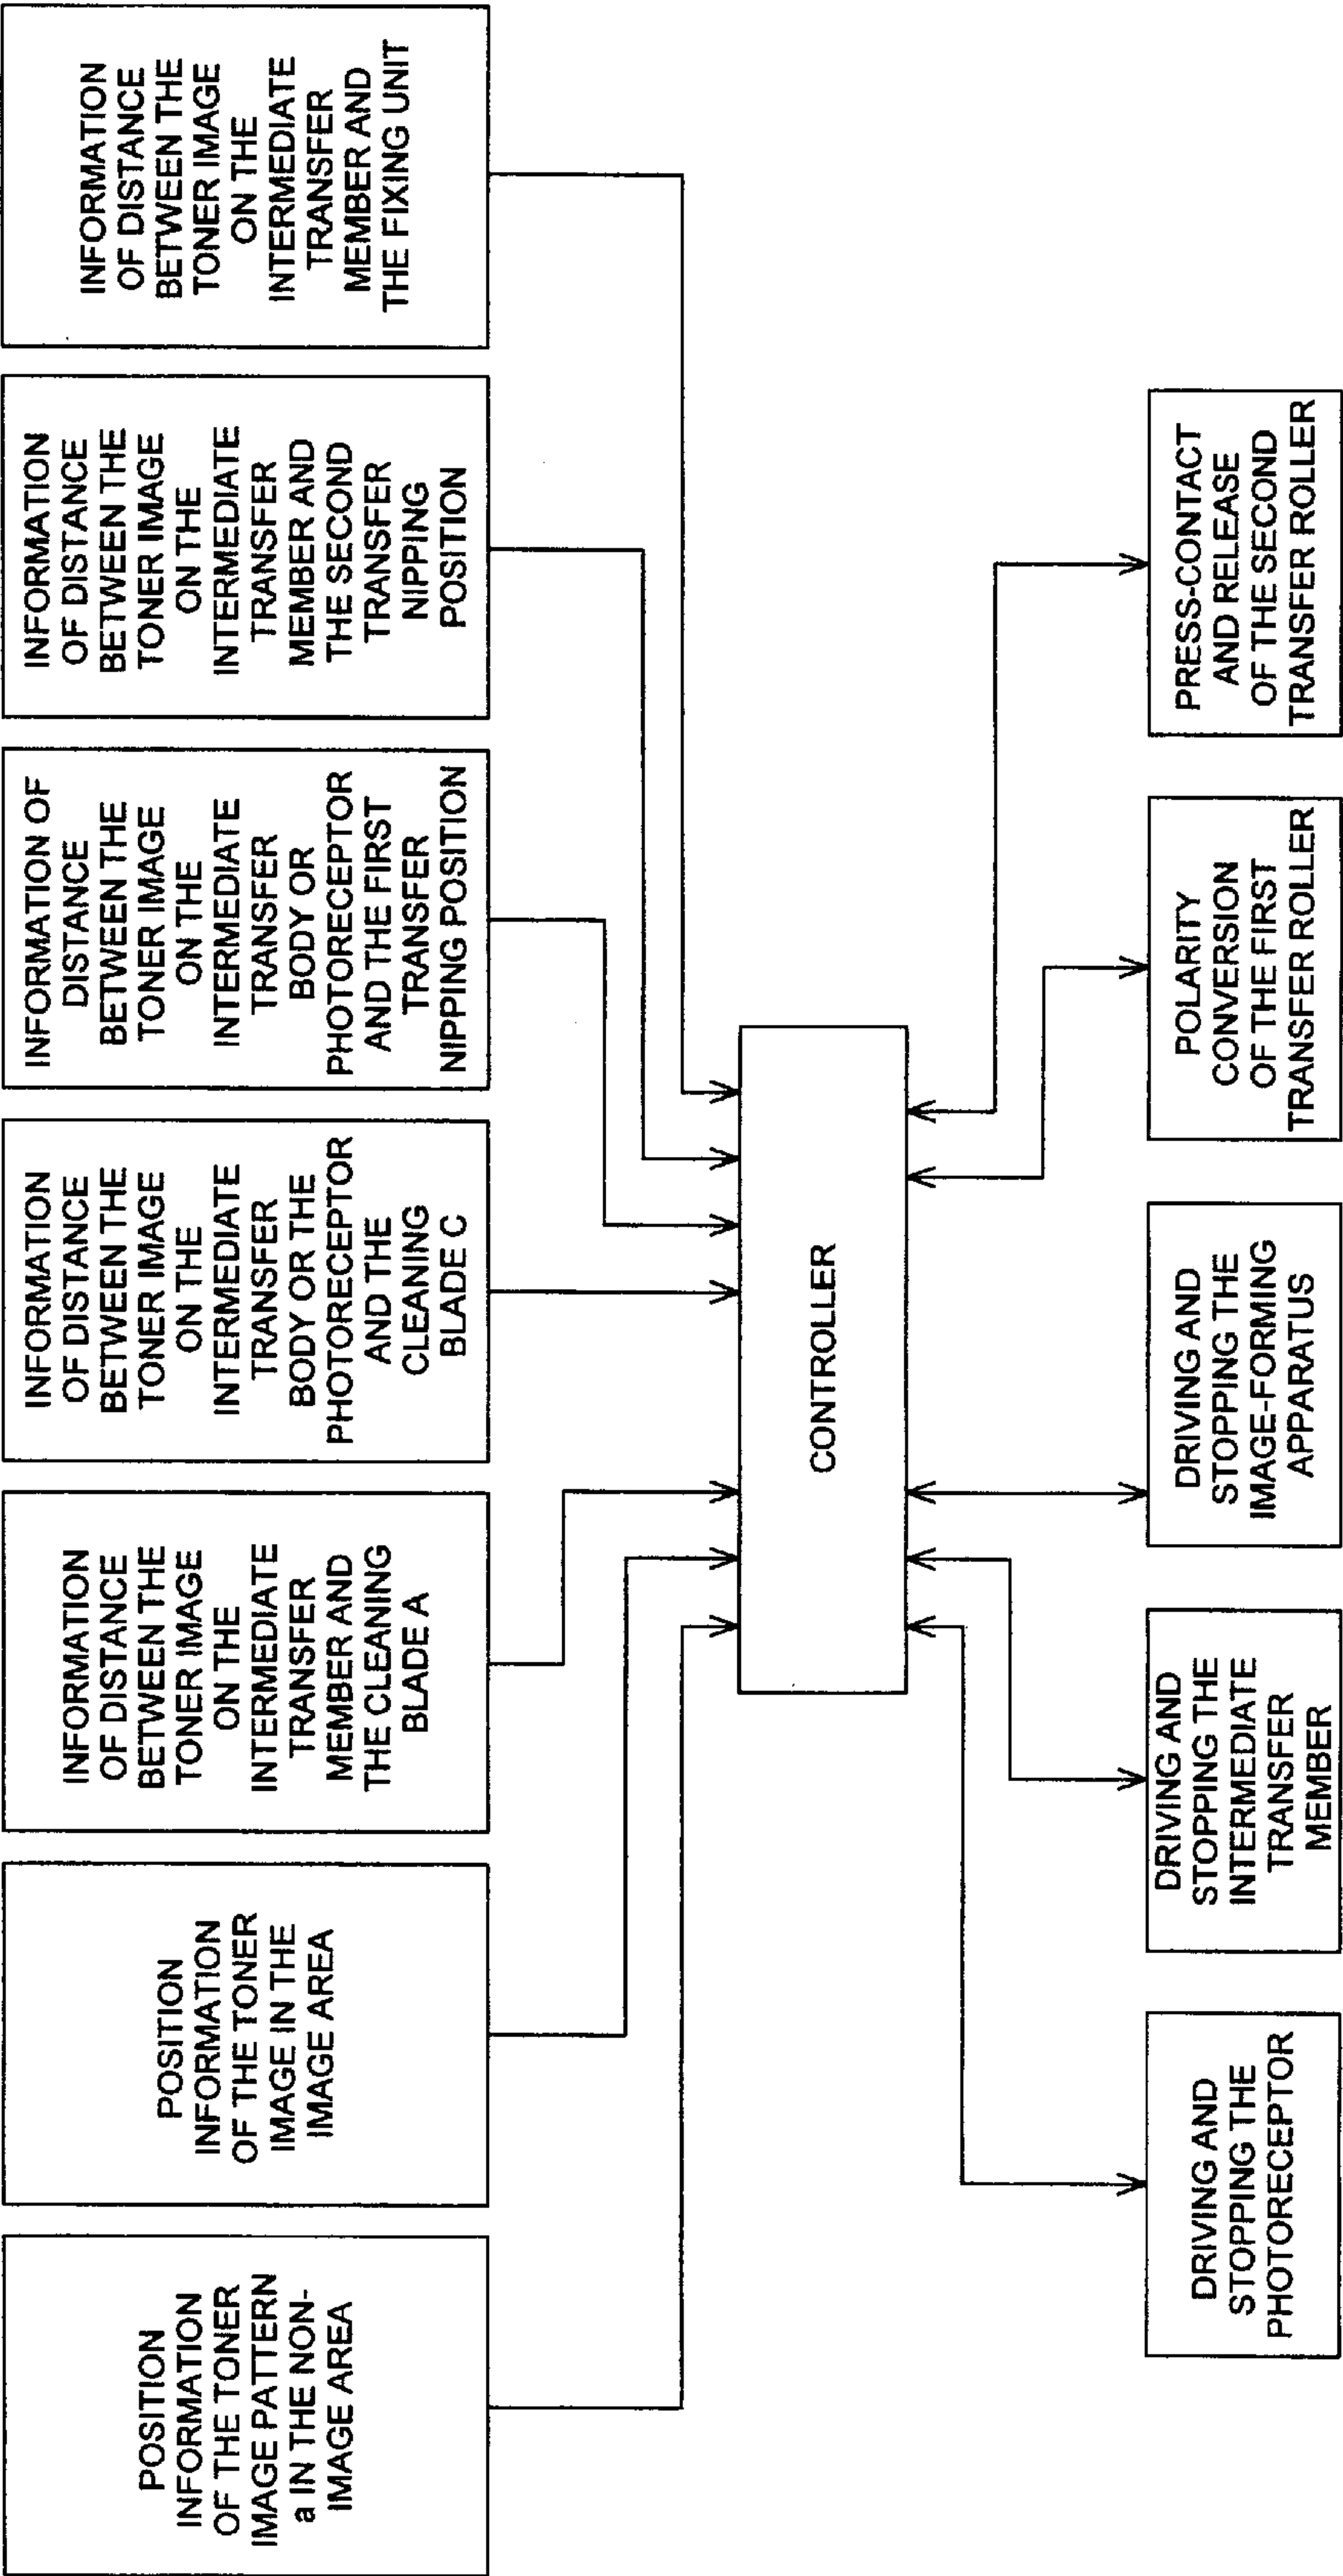 POSITION
INFORMATION
OF THE TONER
IMAGE PATTERN
a IN THE NON-
IMAGE AREA
POSITION
INFORMATION
OF THE TONER
IMAGE IN THE
IMAGE AREA
INFORMATION
OF DISTANCE
BETWEEN THE
TONER IMAGE
ON THE
INTERMEDIATE
TRANSFER
MEMBER AND
THE CLEANING
BLADE A
INFORMATION
OF DISTANCE
BETWEEN THE
TONER IMAGE
ON THE
INTERMEDIATE
TRANSFER
BODY OR THE
PHOTORECEPTOR
AND THE
CLEANING
BLADE C
INFORMATION OF
DISTANCE
BETWEEN THE
TONER IMAGE
ON THE
INTERMEDIATE
TRANSFER
BODY OR
PHOTORECEPTOR
AND THE FIRST
TRANSFER
NIPPING POSITION
INFORMATION
OF DISTANCE
BETWEEN THE
TONER IMAGE
ON THE
INTERMEDIATE
TRANSFER
MEMBER AND
THE SECOND
TRANSFER
NIPPING
POSITION
INFORMATION
OF DISTANCE
BETWEEN THE
TONER IMAGE
ON THE
INTERMEDIATE
TRANSFER
MEMBER AND
THE FIXING UNIT
CONTROLLER
DRIVING AND
STOPPING THE
PHOTORECEPTOR
DRIVING AND
STOPPING THE
INTERMEDIATE
TRANSFER
MEMBER
DRIVING AND
STOPPING THE
IMAGE-FORMING
APPARATUS
POLARITY
CONVERSION
OF THE FIRST
TRANSFER ROLLER
PRESS-CONTACT
AND RELEASE
OF THE SECOND
TRANSFER ROLLER